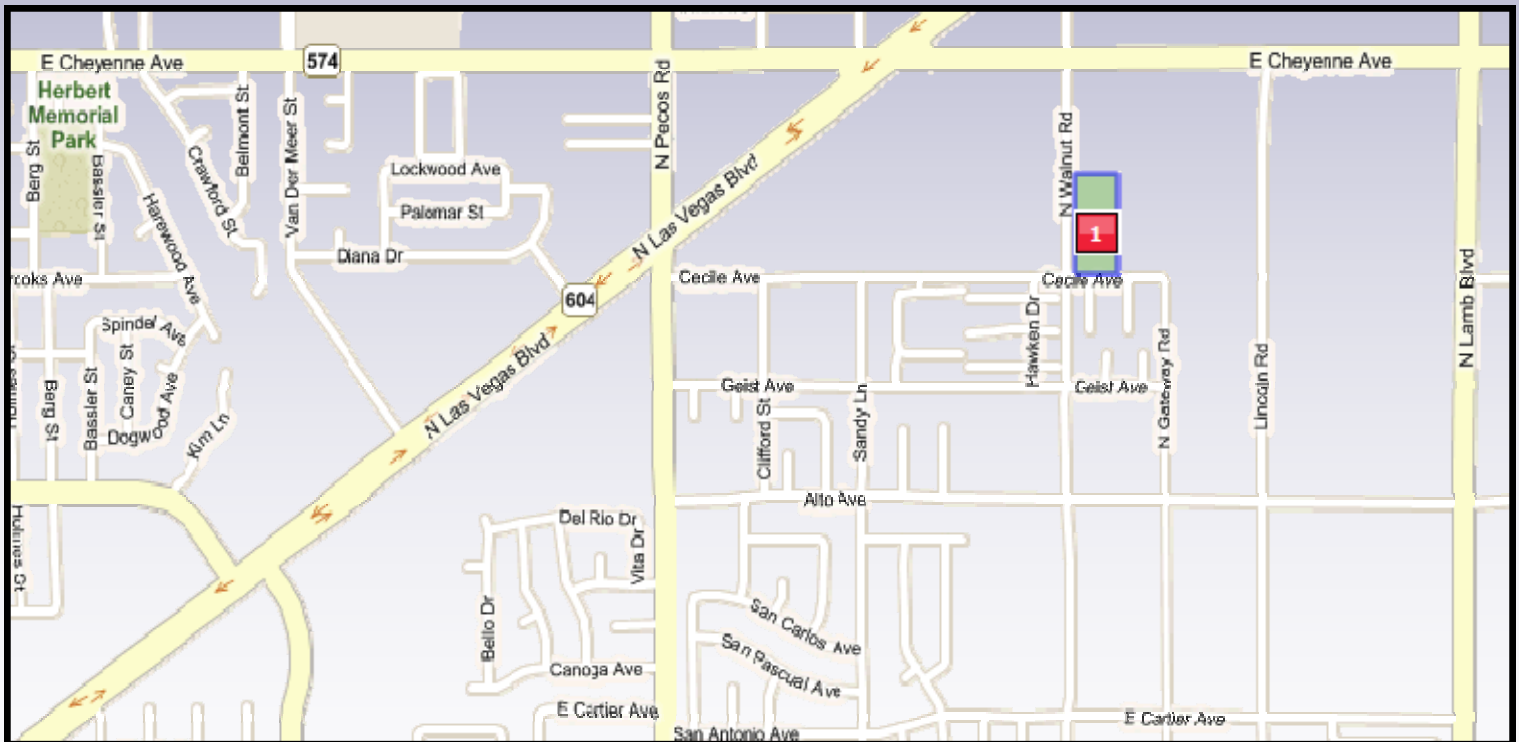 E Cheyenne Ave
574
E Cheyenne Ave
Herbert
Memorial
Park
Berg St
Bassler St
Harewood Ave
Crawford St
Belmont St
Van Der Meer St
Lockwood Ave
Palomar St
Diana Dr
N Pecos Rd
N Las Vegas Blvd
N Walnut Rd
1
Cecile Ave
Cecile Ave
604
Spindel Ave
Berg St
Bassler St
Caney St
Dogwood Ave
Kim Ln
N Las Vegas Blvd
Geist Ave
Geist Ave
Clifford St
Sandy Ln
Hawken Dr
N Gateway Rd
Lincoln Rd
N Lamb Blvd
Alto Ave
Del Rio Dr
Vita Dr
Bello Dr
Canoga Ave
E Cartier Ave
San Carlos Ave
San Pascual Ave
San Antonio Ave
E Cartier Ave